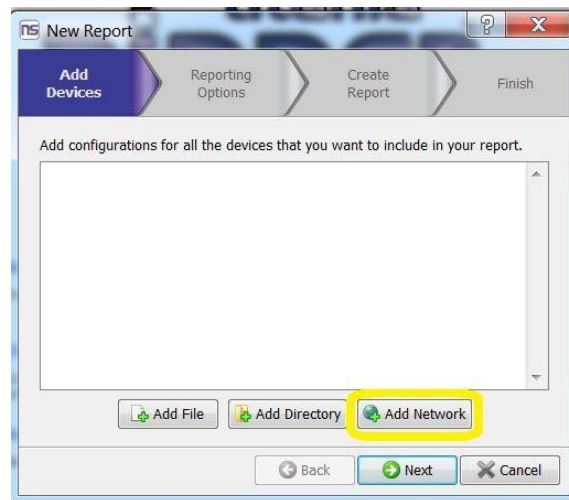 ns New Report
Add Devices
Reporting Options
Create Report
Finish
Add configurations for all the devices that you want to include in your report.
Add File
Add Directory
Add Network
Back
Next
Cancel